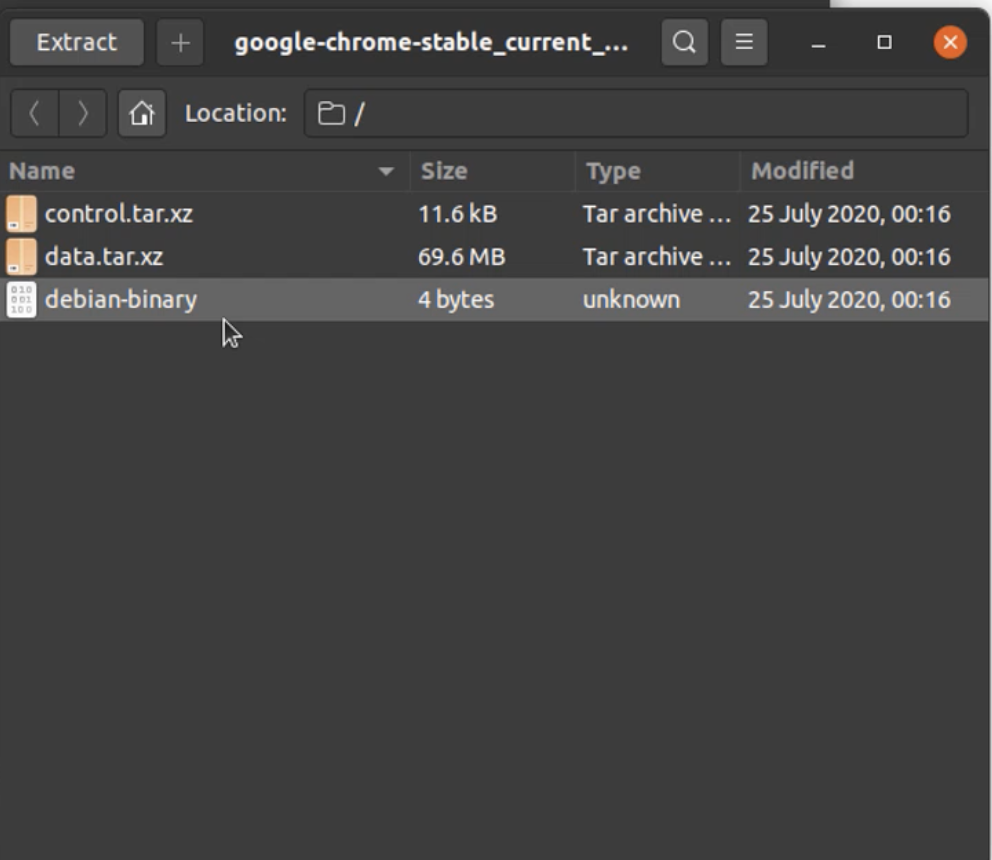 Extract + google-chrome-stable_current_...
Location: /
Name Size Type Modified
control.tar.xz 11.6 kB Tar archive ... 25 July 2020, 00:16
data.tar.xz 69.6 MB Tar archive ... 25 July 2020, 00:16
debian-binary 4 bytes unknown 25 July 2020, 00:16